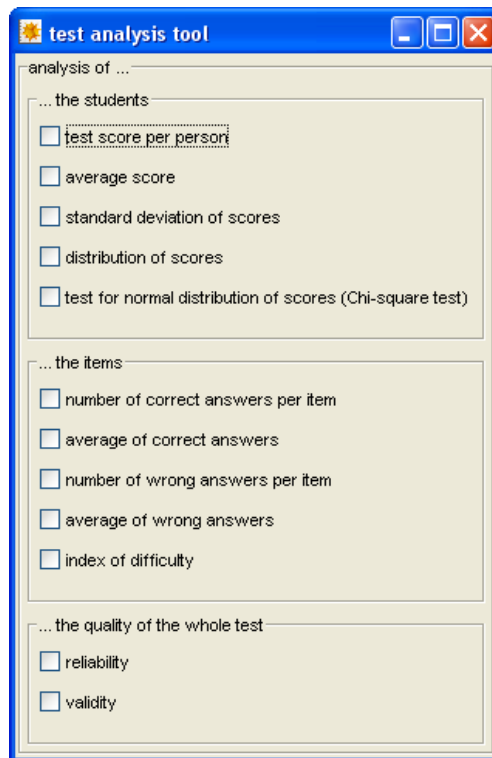 test analysis tool
analysis of ...
... the students
test score per person
average score
standard deviation of scores
distribution of scores
test for normal distribution of scores (Chi-square test)
... the items
number of correct answers per item
average of correct answers
number of wrong answers per item
average of wrong answers
index of difficulty
... the quality of the whole test
reliability
validity